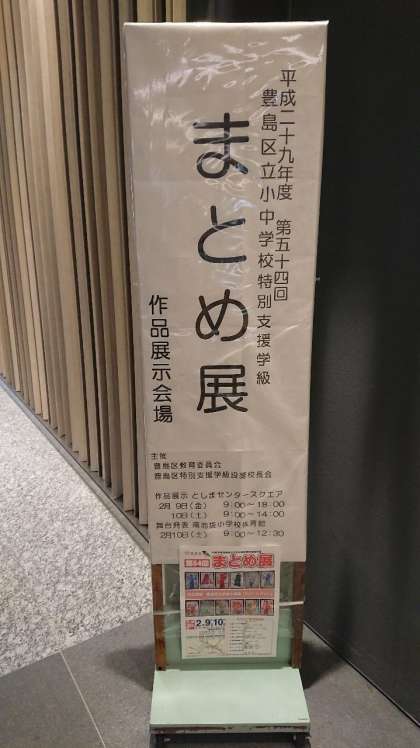 平成二十九年度 第五十四回
豊島区立小中学校特別支援学級
まとめ展
作品展示会場
主催
豊島区教育委員会
豊島区特別支援学級設置校長会
作品展示 としまセンタースクエア
2月 9日(金) 9:00~18:00
10日(土) 9:00~14:00
舞台発表 南池袋小学校体育館
2月10日(土) 9:00~12:30
第54回
まとめ展
2.9,10